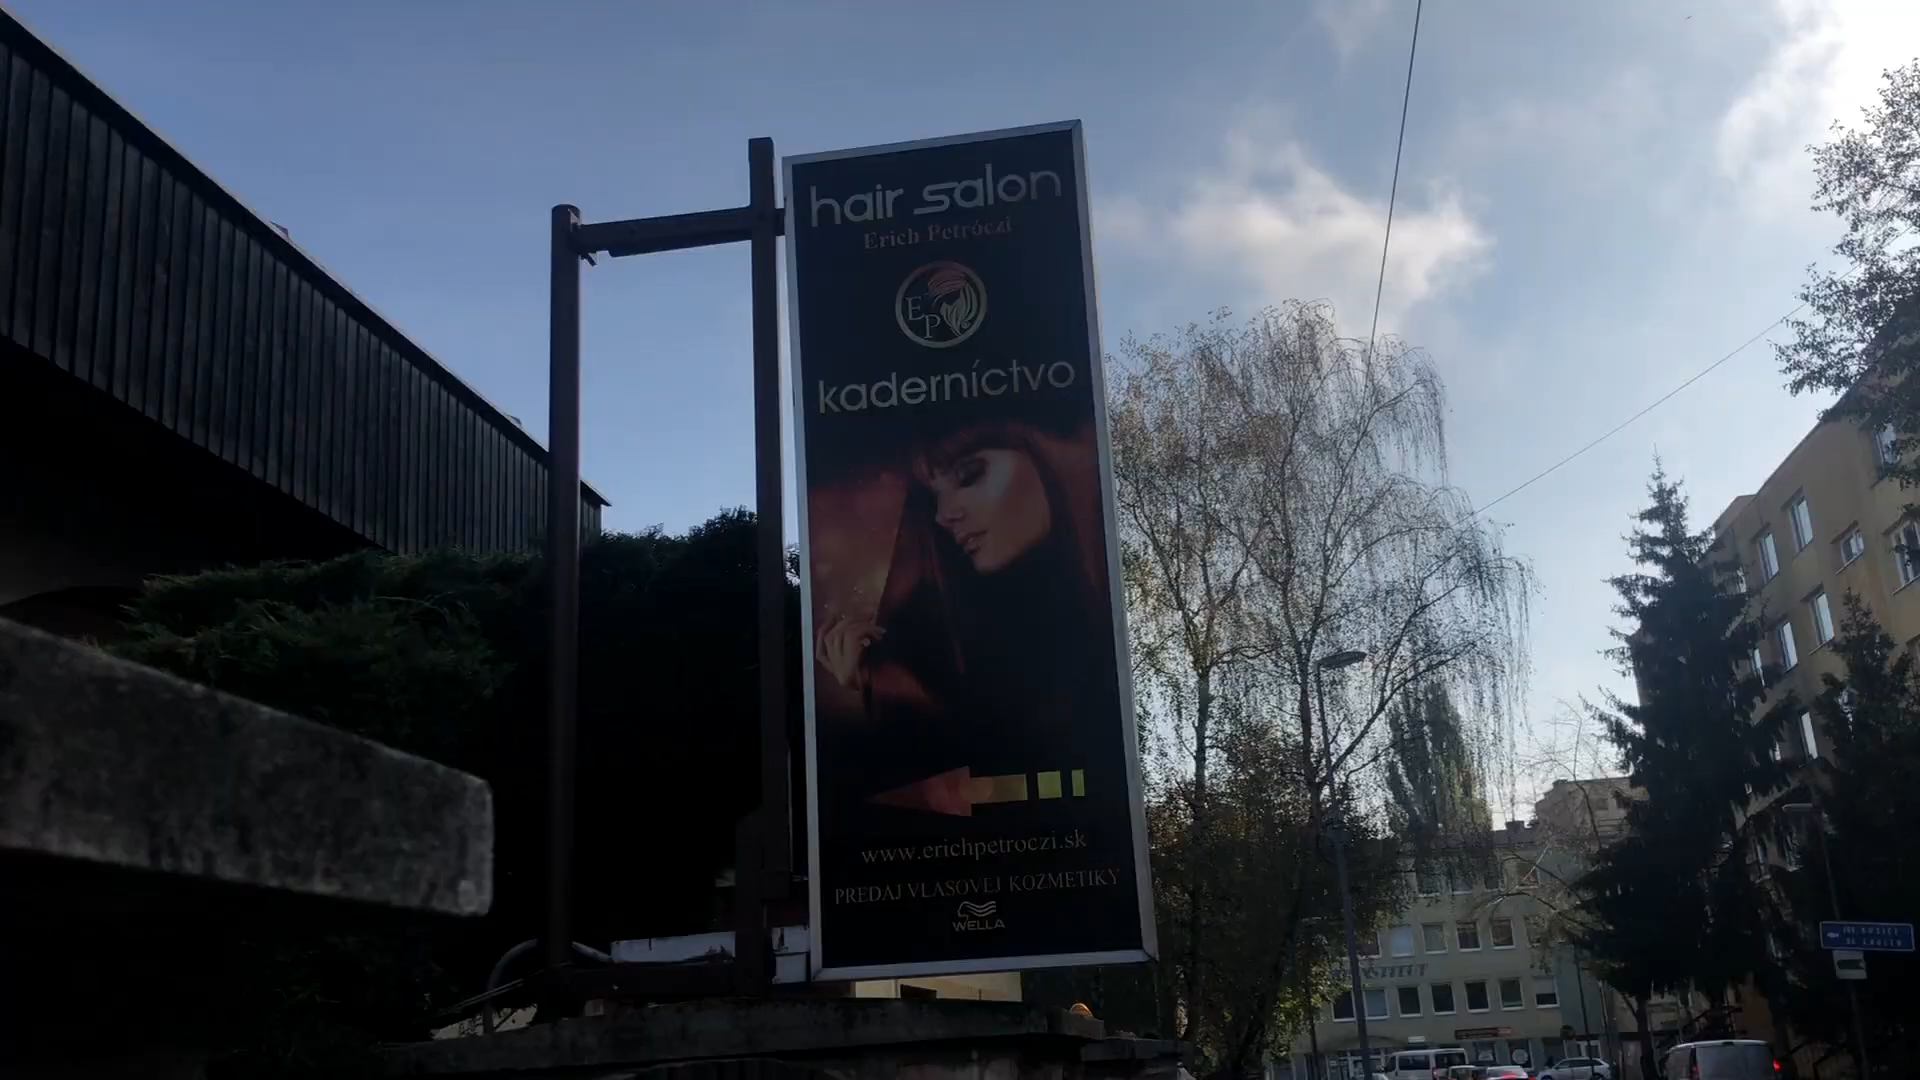 hair salon
Erich Petróczi
E
P
kaderníctvo
www.erichpetroczi.sk
PREDAJ VLASOVEJ KOZMETIKY
WELLA